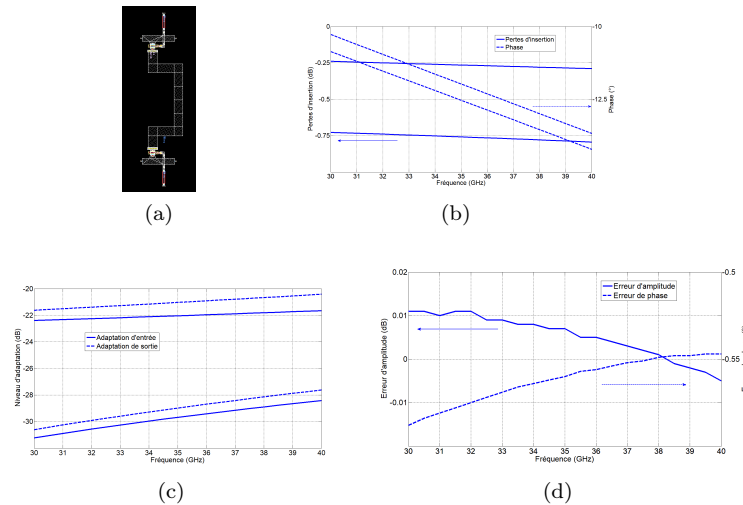 (a)
0
-0.25
-0.5
-0.75
Pertes d'insertion (dB)
30 31 32 33 34 35 36 37 38 39 40
Fréquence (GHz)
-10
-12.5
Phase (°)
Pertes d'insertion
Phase
(b)
-20
-22
-24
-26
-28
-30
Niveau d'adaptation (dB)
Adaptation d'entrée
Adaptation de sortie
30 31 32 33 34 35 36 37 38 39 40
Fréquence (GHz)
(c)
0.02
0.01
0
-0.01
Erreur d'amplitude (dB)
Erreur d'amplitude
Erreur de phase
-0.5
-0.55
30 31 32 33 34 35 36 37 38 39 40
Fréquence (GHz)
(d)